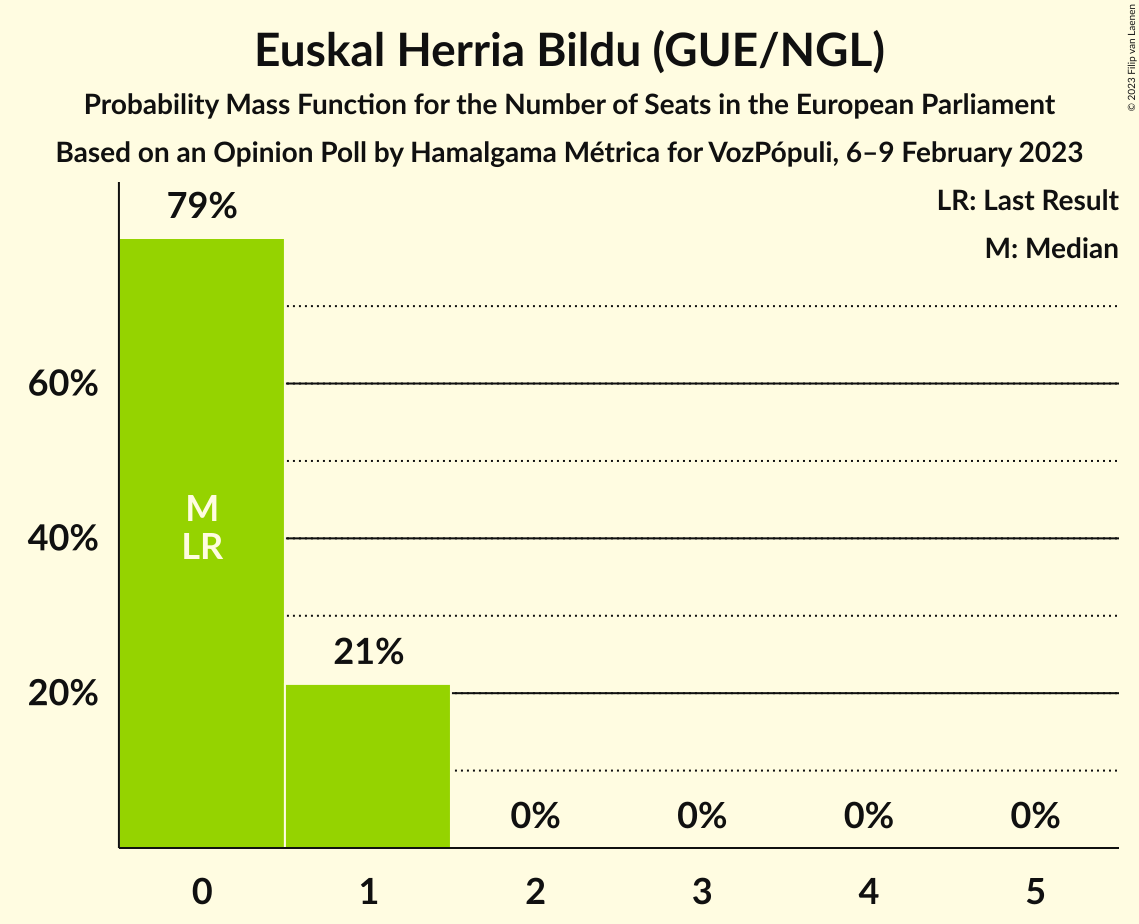 Euskal Herria Bildu (GUE/NGL)
Probability Mass Function for the Number of Seats in the European Parliament
Based on an Opinion Poll by Hamalgama Métrica for VozPópuli, 6–9 February 2023
© 2023 Filip van Laenen
LR: Last Result
M: Median
79%
60%
M
LR
40%
21%
20%
0% 0% 0% 0%
0 1 2 3 4 5